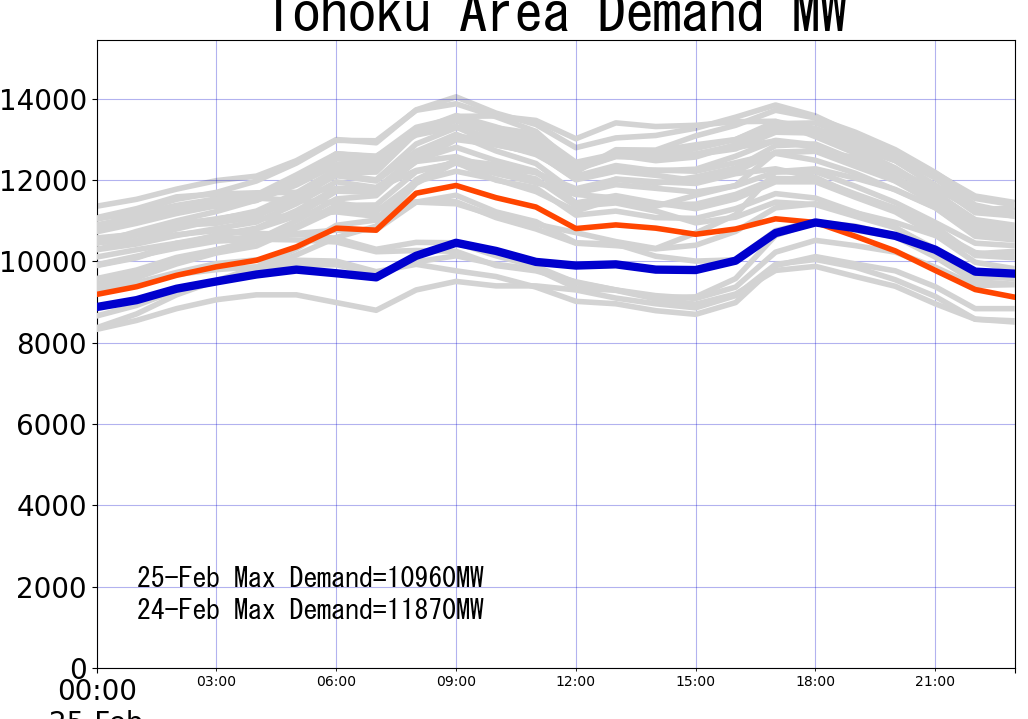 Tohoku Area Demand MW
14000
12000
10000
8000
6000
4000
2000
0
25-Feb Max Demand=10960MW
24-Feb Max Demand=11870MW
00:00 03:00 06:00 09:00 12:00 15:00 18:00 21:00
25-Feb